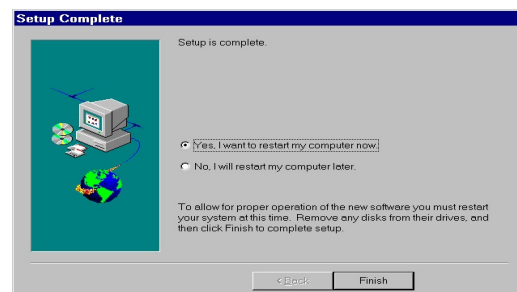 Setup Complete
Setup is complete.
Yes, I want to restart my computer now.
No, I will restart my computer later.
To allow for proper operation of the new software you must restart
your system at this time. Remove any disks from their drives, and
then click Finish to complete setup.
< Back
Finish